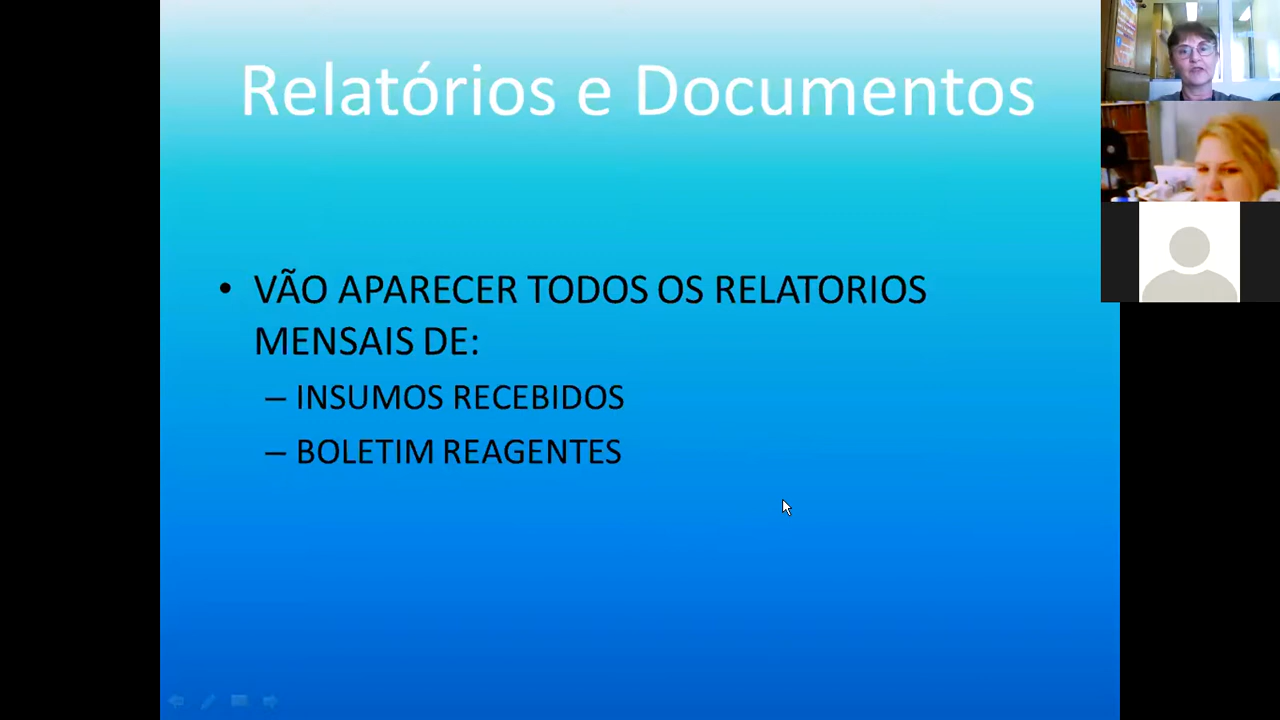 Relatórios e Documentos
• VÃO APARECER TODOS OS RELATORIOS
MENSAIS DE:
– INSUMOS RECEBIDOS
– BOLETIM REAGENTES